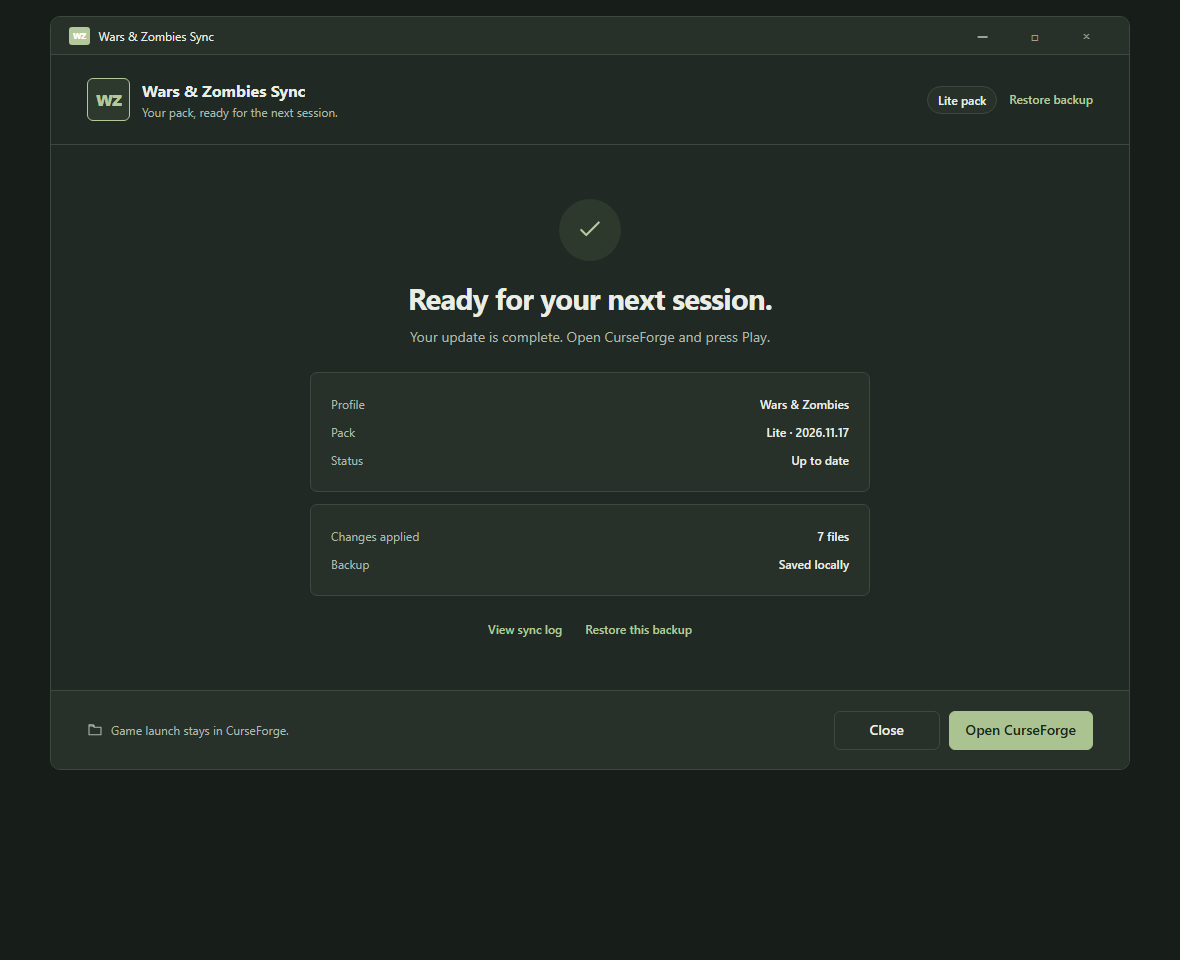 WZ Wars & Zombies Sync
WZ
Wars & Zombies Sync
Your pack, ready for the next session.
Lite pack
Restore backup
Ready for your next session.
Your update is complete. Open CurseForge and press Play.
Profile Wars & Zombies
Pack Lite · 2026.11.17
Status Up to date
Changes applied 7 files
Backup Saved locally
View sync log Restore this backup
Game launch stays in CurseForge.
Close
Open CurseForge